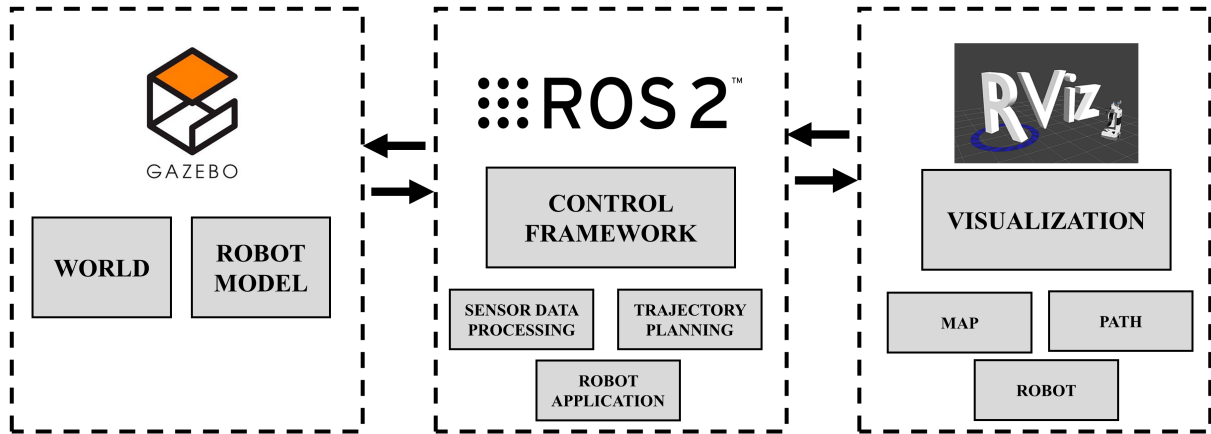 GAZEBO
WORLD
ROBOT
MODEL
ROS 2™
CONTROL
FRAMEWORK
SENSOR DATA
PROCESSING
TRAJECTORY
PLANNING
ROBOT
APPLICATION
RViz
VISUALIZATION
MAP
PATH
ROBOT